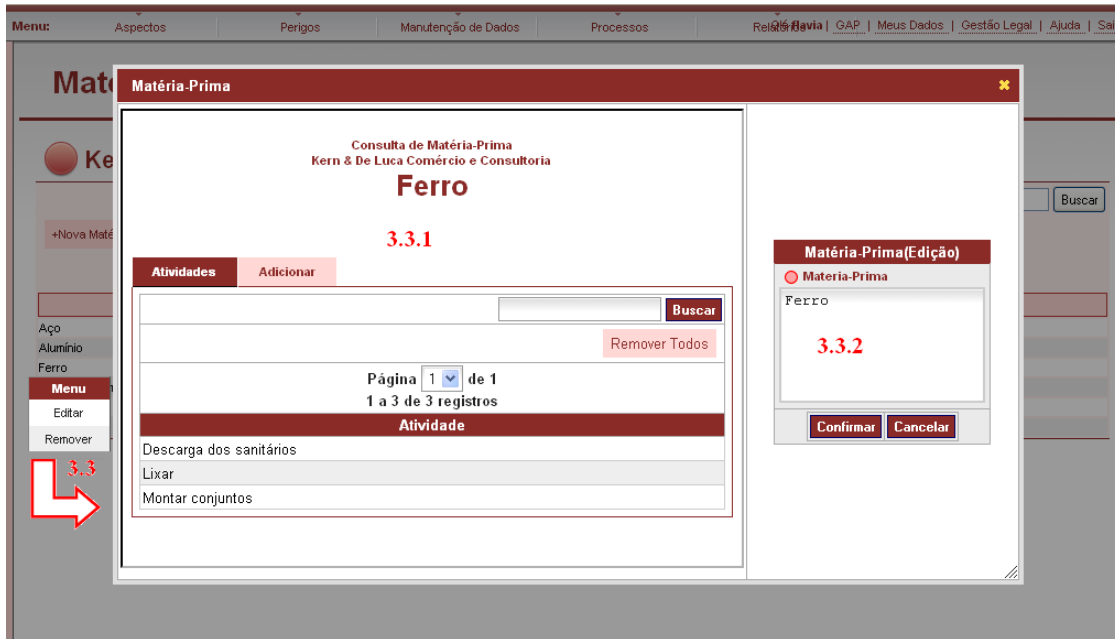 Menu: Aspectos Perigos Manutenção de Dados Processos Olá flavia | GAP | Meus Dados | Gestão Legal | Ajuda | Sai
Maté
Matéria-Prima
Ke
Buscar
+Nova Maté
Consulta de Matéria-Prima
Kern & De Luca Comércio e Consultoria
Ferro
3.3.1
Atividades Adicionar
Buscar
Remover Todos
Página 1 de 1
1 a 3 de 3 registros
Atividade
Descarga dos sanitários
Lixar
Montar conjuntos
Matéria-Prima(Edição)
Materia-Prima
Ferro
3.3.2
Confirmar Cancelar
Aço
Alumínio
Ferro
Menu
Editar
Remover
3.3